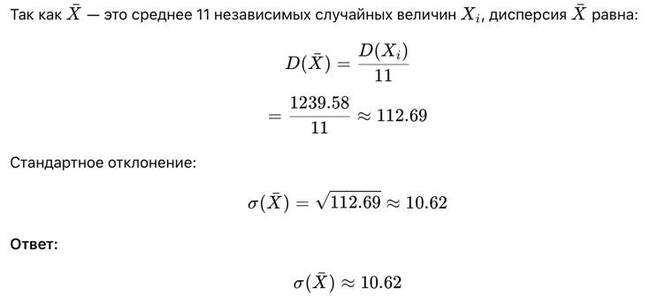 Так как X̄ — это среднее 11 независимых случайных величин Xᵢ, дисперсия X̄ равна:
D(X̄) = D(Xᵢ)/11
= 1239.58/11 ≈ 112.69
Стандартное отклонение:
σ(X̄) = √112.69 ≈ 10.62
Ответ:
σ(X̄) ≈ 10.62